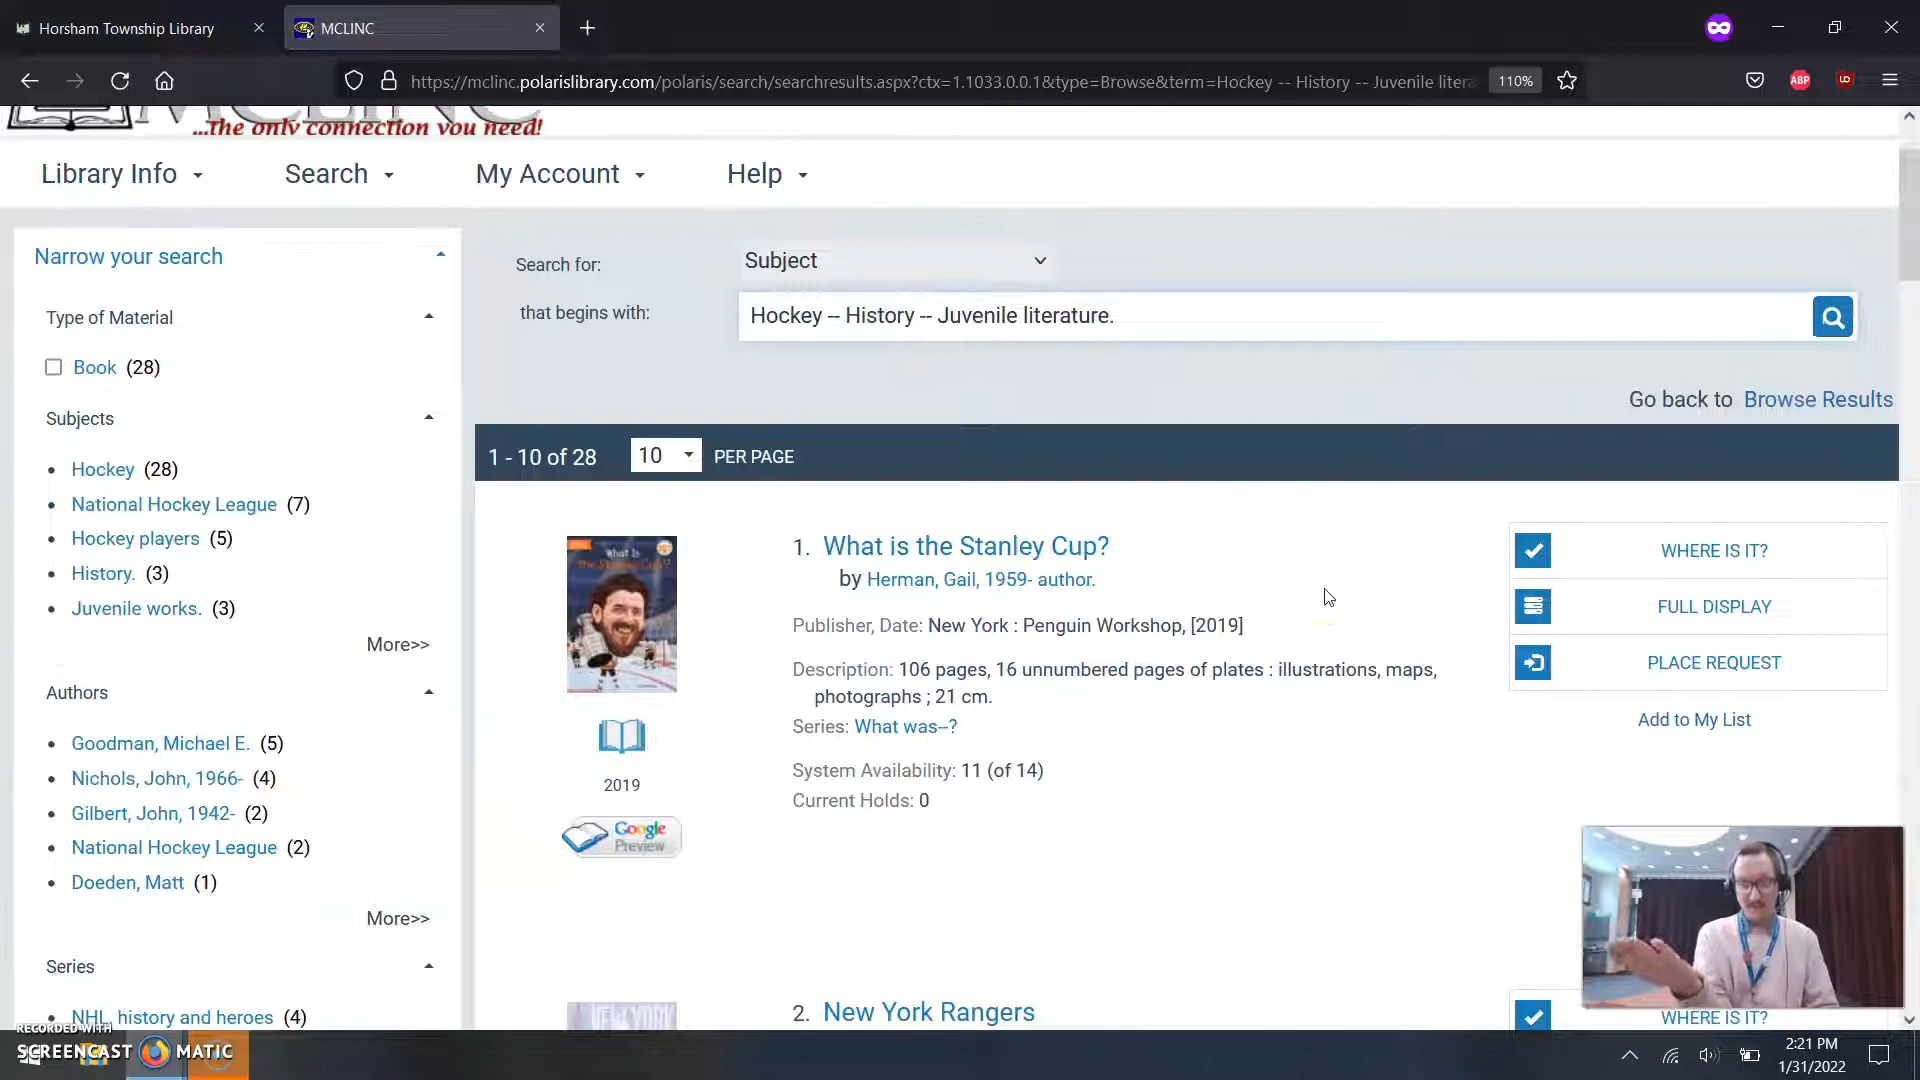 Horsham Township Library
MCLINC
https://mclinc.polarislibrary.com/polaris/search/searchresults.aspx?ctx=1.1033.0.0.1&type=Browse&term=Hockey -- History -- Juvenile litera
110%
ABP
...the only connection you need!
Library Info
Search
My Account
Help
Narrow your search
Type of Material
Book (28)
Subjects
Hockey (28)
National Hockey League (7)
Hockey players (5)
History. (3)
Juvenile works. (3)
More>>
Authors
Goodman, Michael E. (5)
Nichols, John, 1966- (4)
Gilbert, John, 1942- (2)
National Hockey League (2)
Doeden, Matt (1)
More>>
Series
NHL history and heroes (4)
Search for:
Subject
that begins with:
Hockey -- History -- Juvenile literature.
Go back to Browse Results
1 - 10 of 28
10
PER PAGE
What Is
the Stanley Cup?
2019
Google
Preview
1. What is the Stanley Cup?
by Herman, Gail, 1959- author.
Publisher, Date: New York : Penguin Workshop, [2019]
Description: 106 pages, 16 unnumbered pages of plates : illustrations, maps,
photographs ; 21 cm.
Series: What was--?
System Availability: 11 (of 14)
Current Holds: 0
WHERE IS IT?
FULL DISPLAY
PLACE REQUEST
Add to My List
NEW YORK
2. New York Rangers
WHERE IS IT?
RECORDED WITH
SCREENCAST MATIC
2:21 PM
1/31/2022